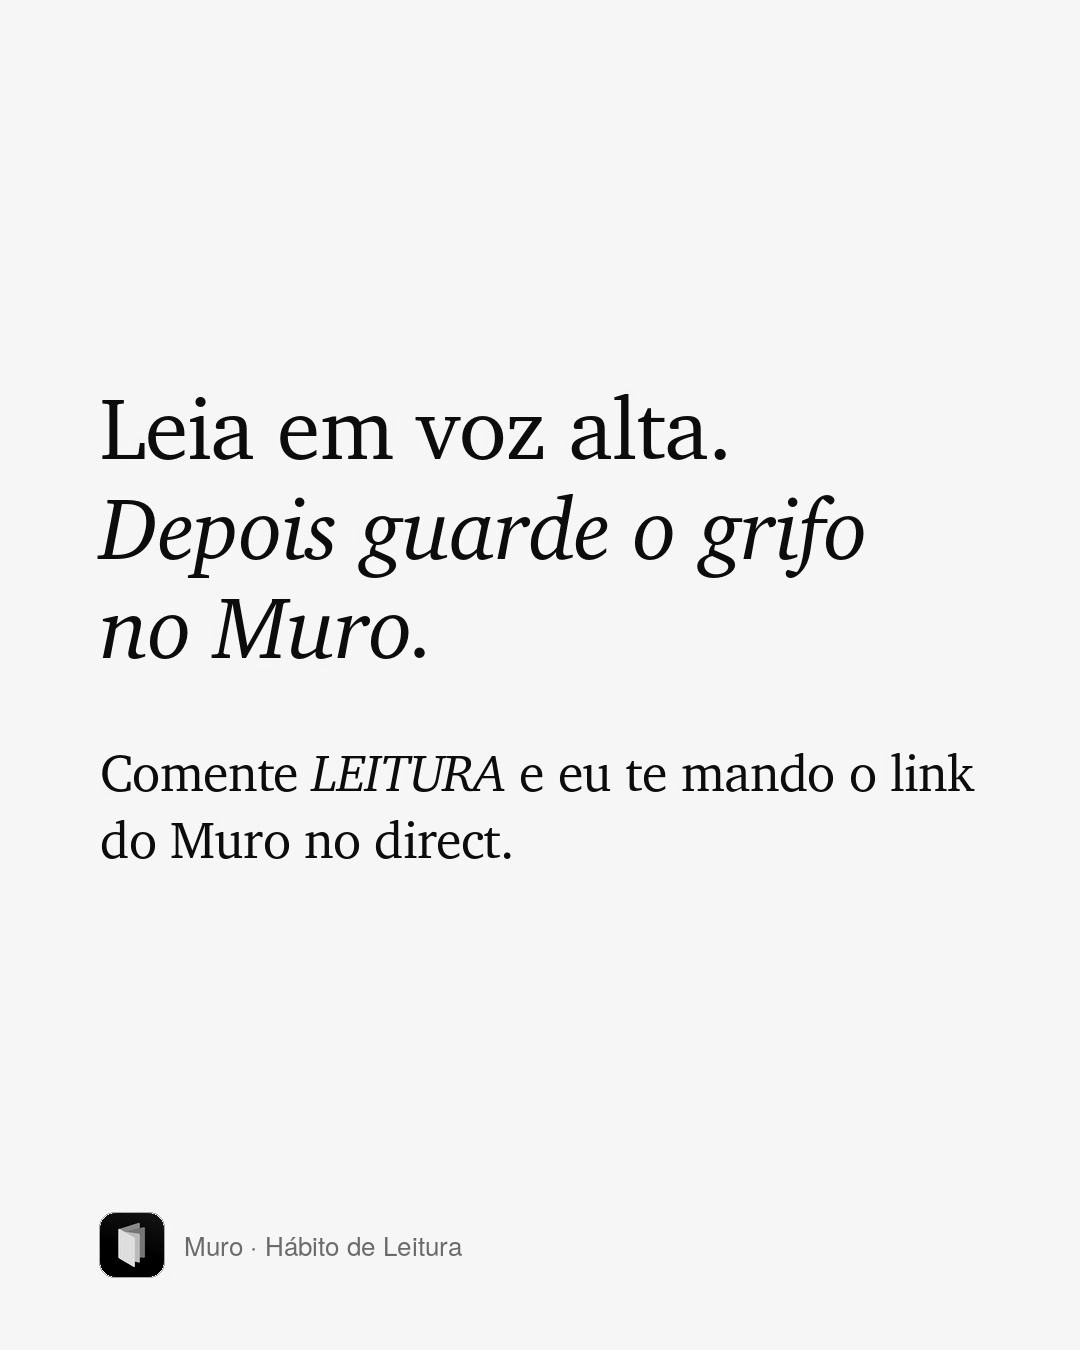 Leia em voz alta.
Depois guarde o grifo
no Muro.
Comente LEITURA e eu te mando o link
do Muro no direct.
Muro · Hábito de Leitura